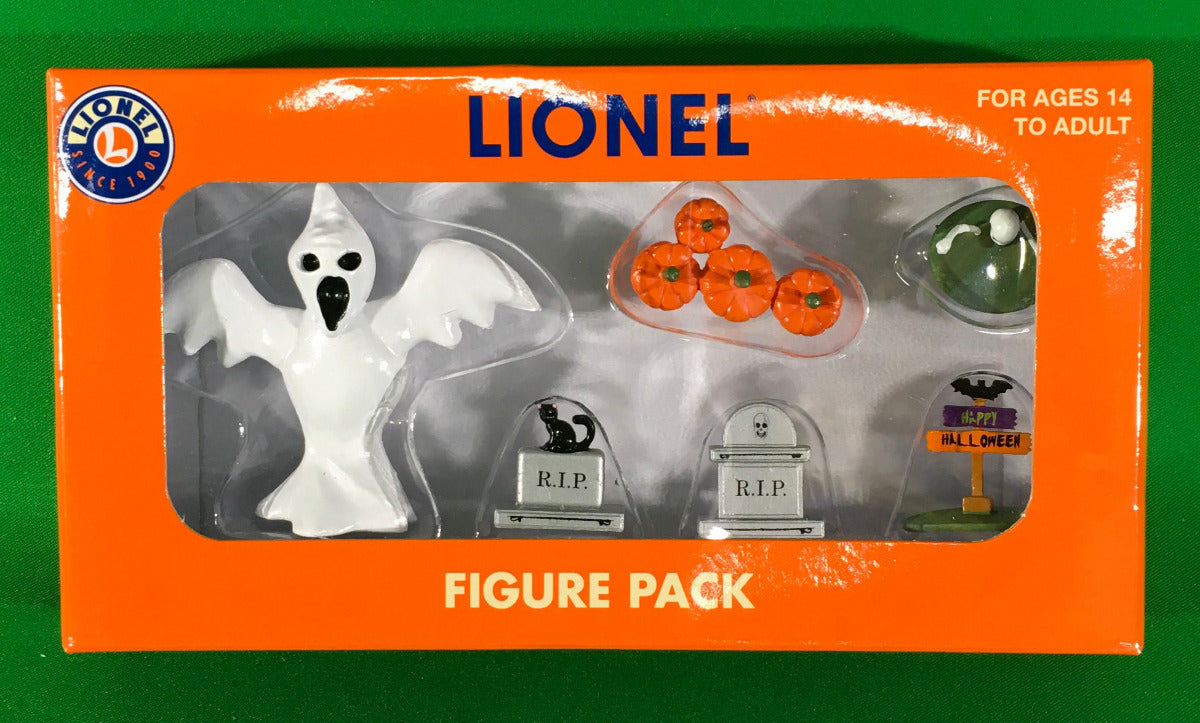 LIONEL
L
SINCE 1900
LIONEL
FOR AGES 14
TO ADULT
R.I.P.
R.I.P.
HAPPY
HALLOWEEN
FIGURE PACK